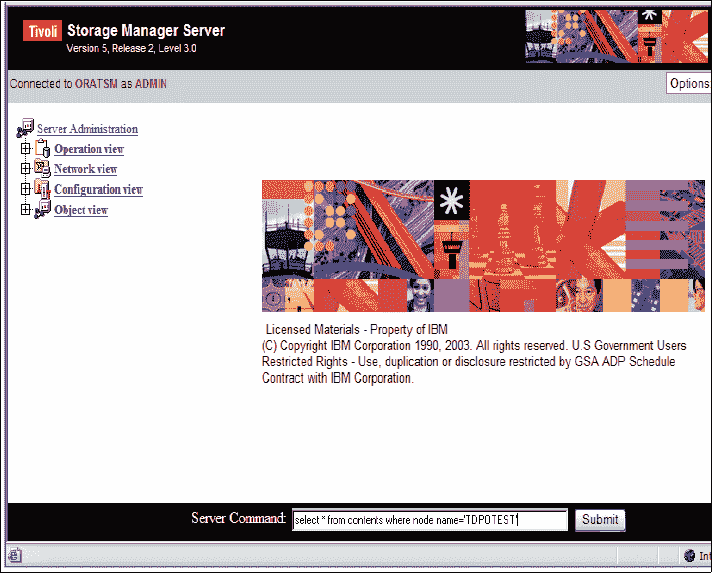 Tivoli Storage Manager Server
Version 5, Release 2, Level 3.0
Connected to ORATSM as ADMIN
Options:
Server Administration
Operation view
Network view
Configuration view
Object view
Licensed Materials - Property of IBM
(C) Copyright IBM Corporation 1990, 2003. All rights reserved. U.S Government Users
Restricted Rights - Use, duplication or disclosure restricted by GSA ADP Schedule
Contract with IBM Corporation.
Server Command: select * from contents where node name='TDPOTEST' Submit
Int